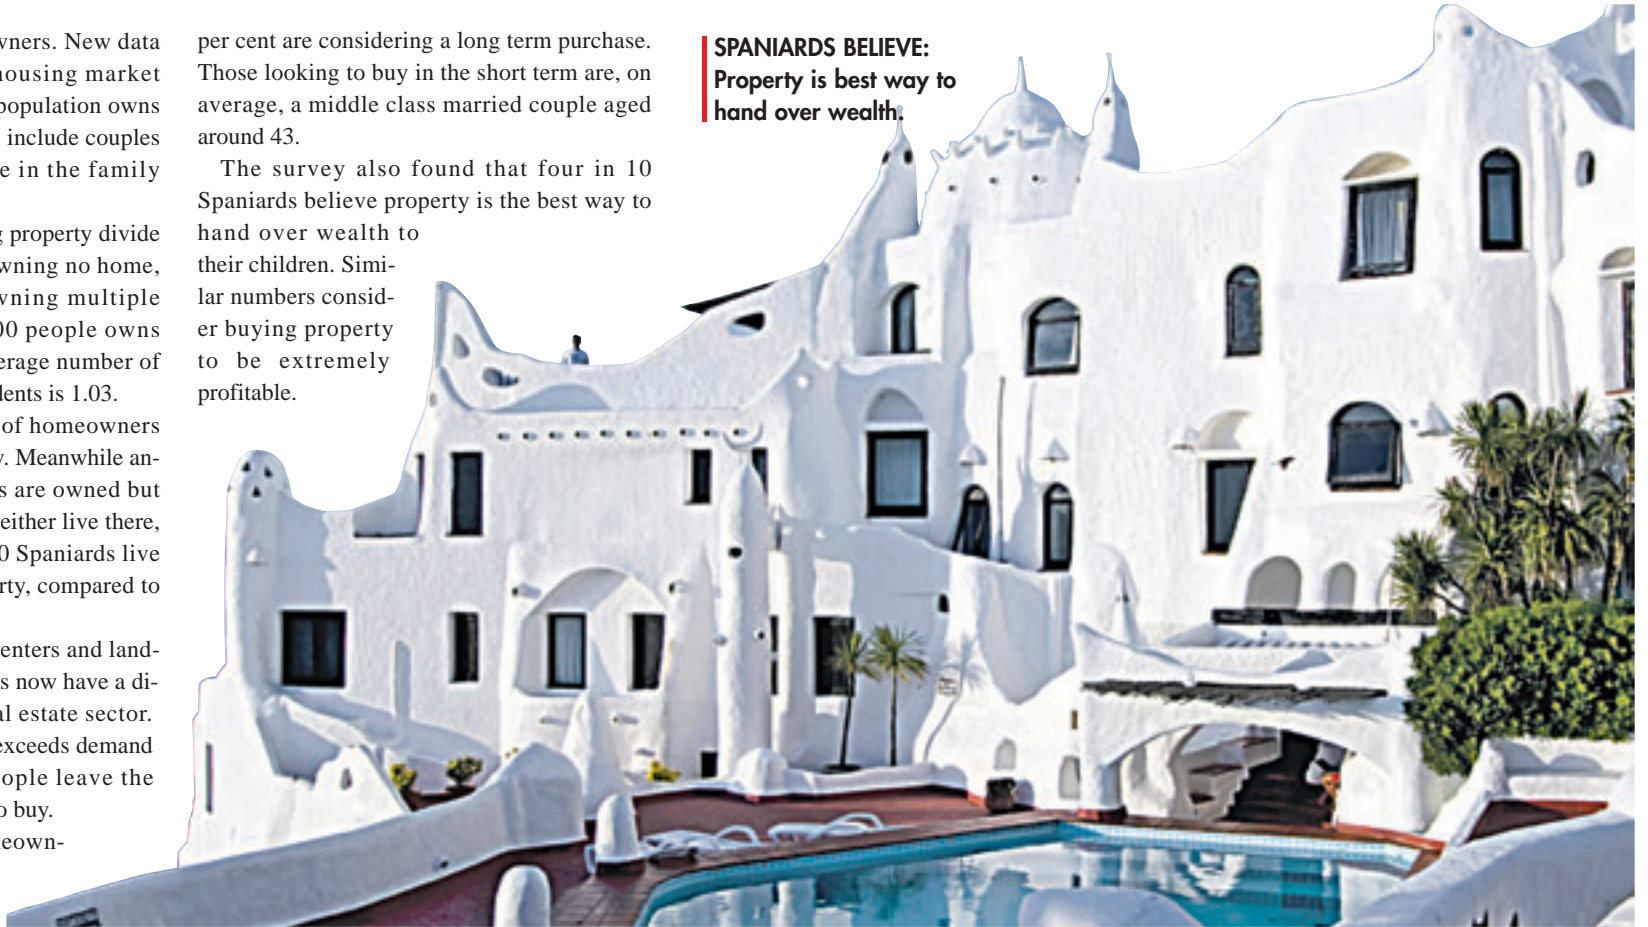 wners. New data
housing market
population owns
include couples
e in the family
g property divide
wning no home,
wning multiple
00 people owns
erage number of
dents is 1.03.
of homeowners
y. Meanwhile an-
s are owned but
either live there,
0 Spaniards live
rty, compared to
enters and land-
s now have a di-
al estate sector.
exceeds demand
ople leave the
o buy.
eown-
per cent are considering a long term purchase.
Those looking to buy in the short term are, on
average, a middle class married couple aged
around 43.
The survey also found that four in 10
Spaniards believe property is the best way to
hand over wealth to
their children. Simi-
lar numbers consid-
er buying property
to be extremely
profitable.
SPANIARDS BELIEVE:
Property is best way to
hand over wealth.